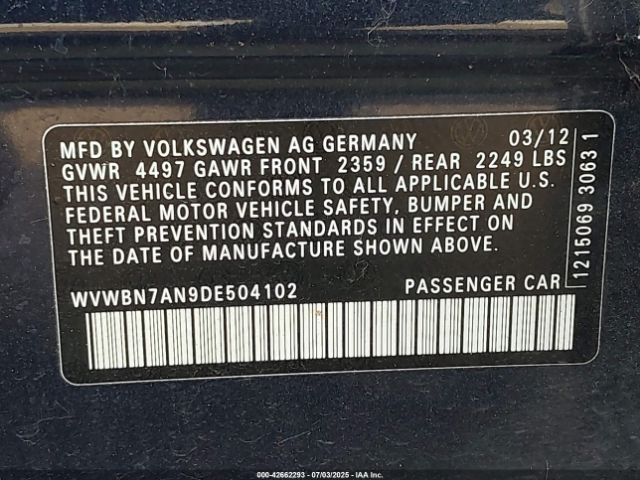 MFD BY VOLKSWAGEN AG GERMANY 03/12
GVWR 4497 GAWR FRONT 2359 / REAR 2249 LBS
THIS VEHICLE CONFORMS TO ALL APPLICABLE U.S.
FEDERAL MOTOR VEHICLE SAFETY, BUMPER AND
THEFT PREVENTION STANDARDS IN EFFECT ON
THE DATE OF MANUFACTURE SHOWN ABOVE.
WVWBN7AN9DE504102 PASSENGER CAR
1215069 3063 1
© 42662293 | 07/03/2025 - IAA Inc.